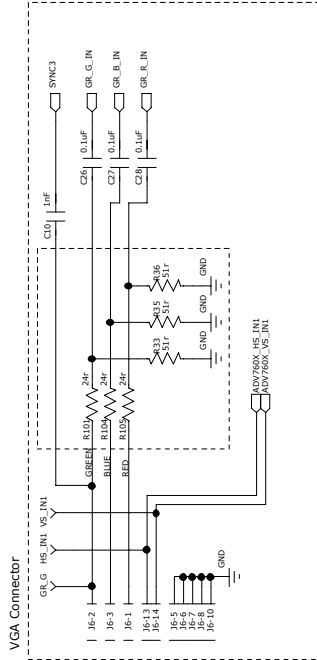 VGA Connector
SYNC3
GR_G_IN
GR_B_IN
GR_R_IN
1nF
C10
0.1uF
C26
0.1uF
C27
0.1uF
C28
R36
51r
GND
R35
51r
GND
R33
51r
GND
24r
R101
24r
R104
24r
R105
GREEN
BLUE
RED
ADV760X_HS_IN1
ADV760X_VS_IN1
VS_IN1
HS_IN1
GR_G
J6-2
J6-3
J6-1
J6-13
J6-14
J6-5
J6-6
J6-7
J6-8
J6-10
GND